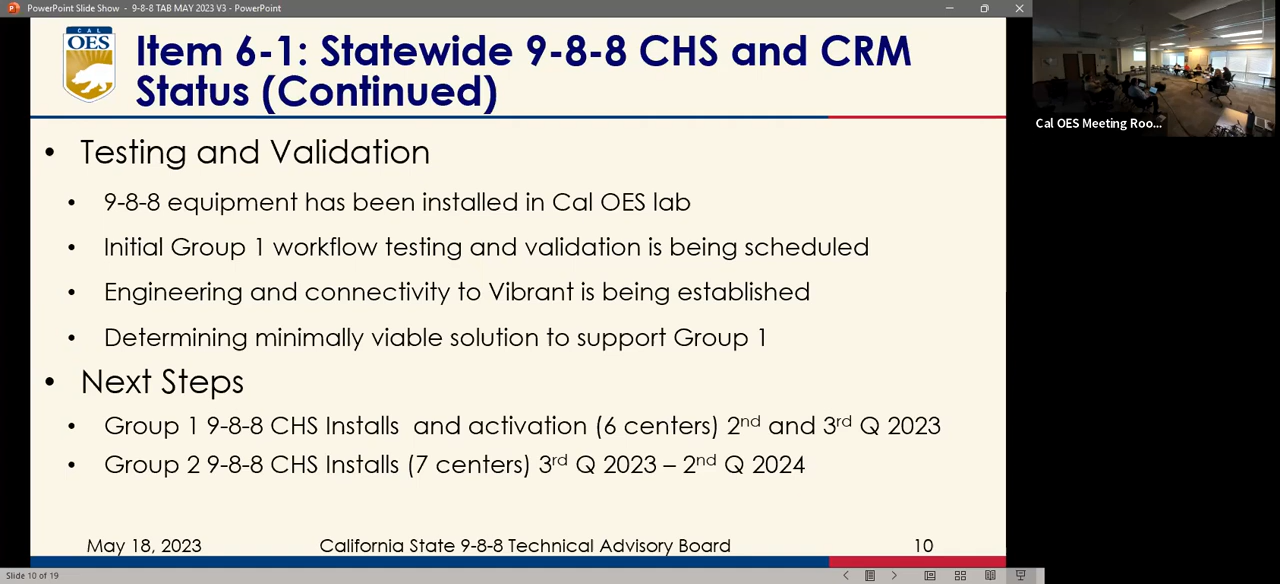 PowerPoint Slide Show - 9-8-8 TAB MAY 2023 V3 - PowerPoint
CAL
OES
Item 6-1: Statewide 9-8-8 CHS and CRM
Status (Continued)
• Testing and Validation
• 9-8-8 equipment has been installed in Cal OES lab
• Initial Group 1 workflow testing and validation is being scheduled
• Engineering and connectivity to Vibrant is being established
• Determining minimally viable solution to support Group 1
• Next Steps
• Group 1 9-8-8 CHS Installs and activation (6 centers) 2nd and 3rd Q 2023
• Group 2 9-8-8 CHS Installs (7 centers) 3rd Q 2023 – 2nd Q 2024
May 18, 2023 California State 9-8-8 Technical Advisory Board 10
Slide 10 of 19
Cal OES Meeting Roo...